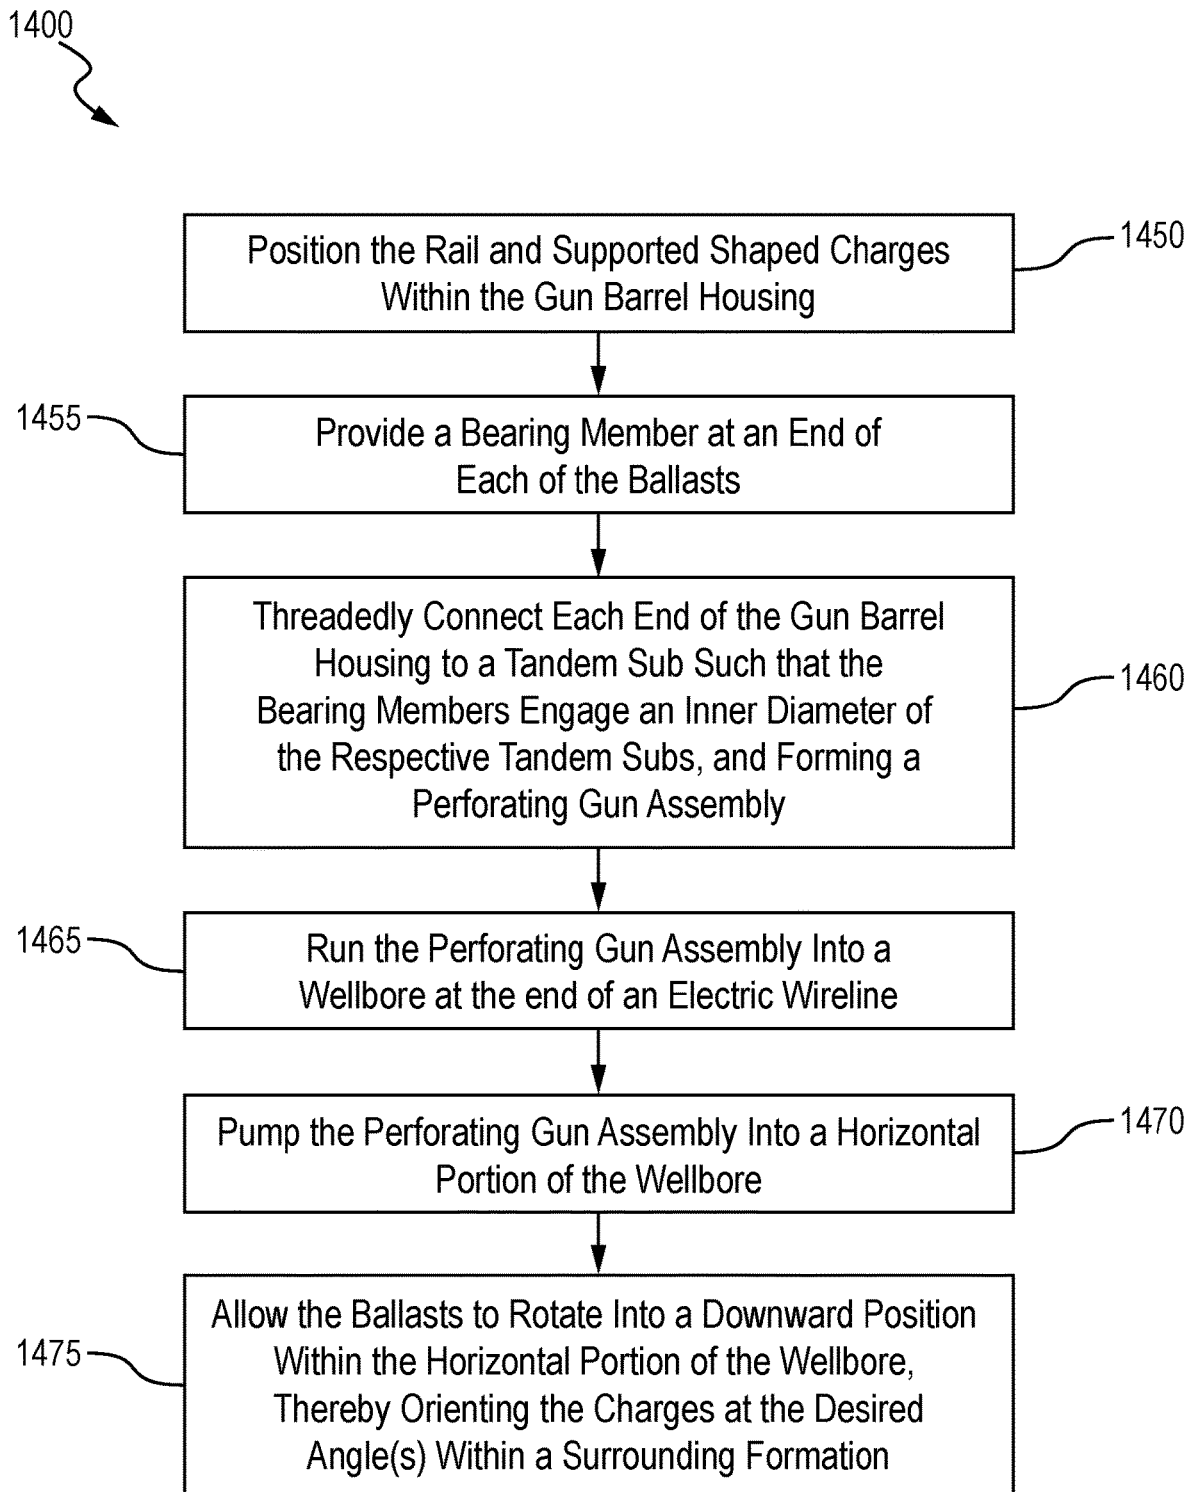 1400
Position the Rail and Supported Shaped Charges
Within the Gun Barrel Housing
1450
1455
Provide a Bearing Member at an End of
Each of the Ballasts
Threadedly Connect Each End of the Gun Barrel
Housing to a Tandem Sub Such that the
Bearing Members Engage an Inner Diameter of
the Respective Tandem Subs, and Forming a
Perforating Gun Assembly
1460
1465
Run the Perforating Gun Assembly Into a
Wellbore at the end of an Electric Wireline
Pump the Perforating Gun Assembly Into a Horizontal
Portion of the Wellbore
1470
1475
Allow the Ballasts to Rotate Into a Downward Position
Within the Horizontal Portion of the Wellbore,
Thereby Orienting the Charges at the Desired
Angle(s) Within a Surrounding Formation